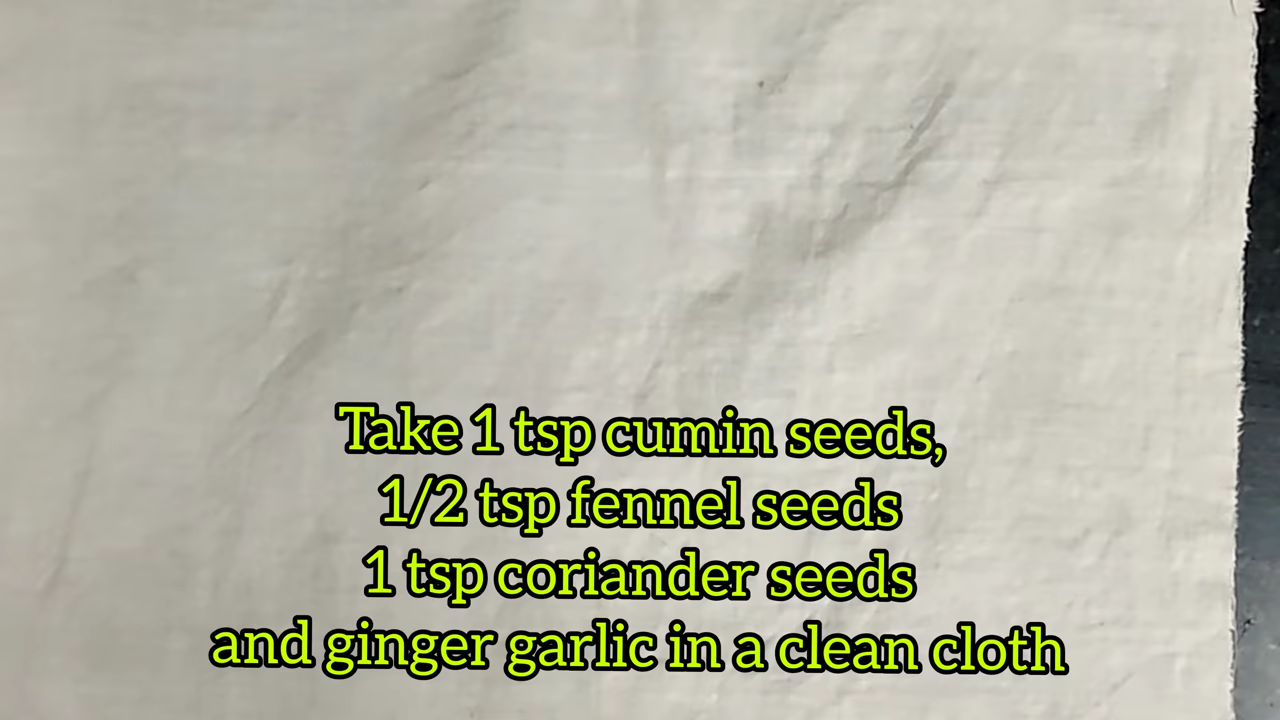 Take 1 tsp cumin seeds,
1/2 tsp fennel seeds
1 tsp coriander seeds
and ginger garlic in a clean cloth